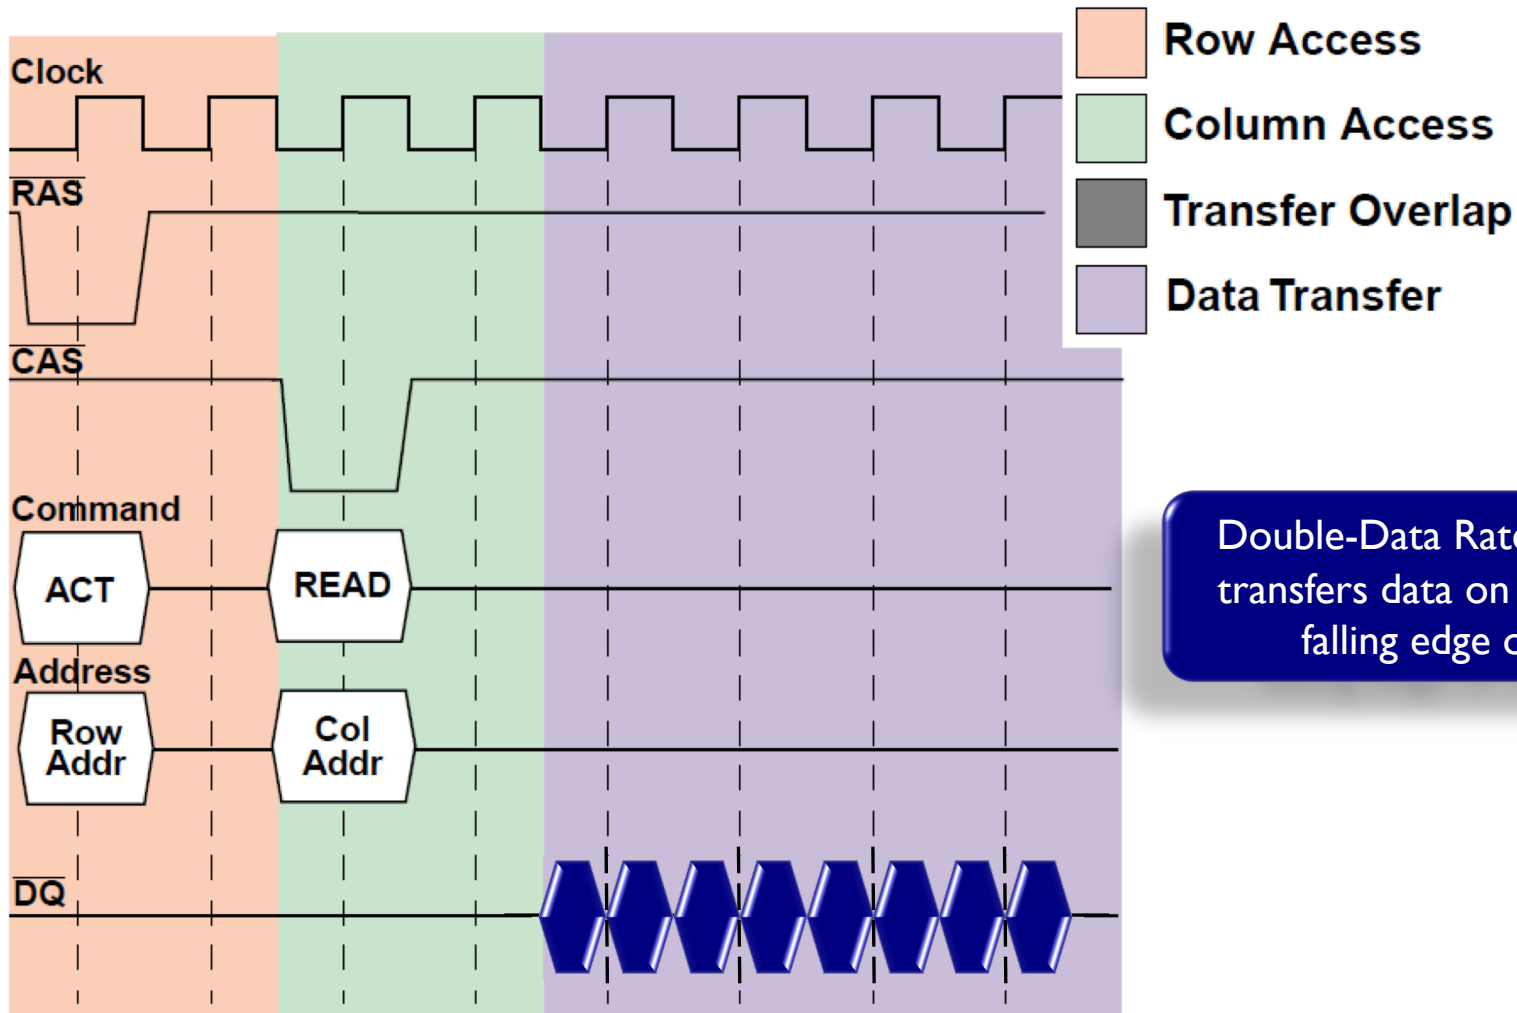 Clock
RAS
CAS
Command
ACT
READ
Address
Row
Addr
Col
Addr
DQ
Row Access
Column Access
Transfer Overlap
Data Transfer
Double-Data Rate
transfers data on
falling edge